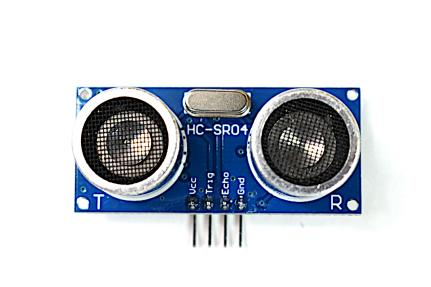 HC-SR04
Vcc
Trig
Echo
Gnd
T
R